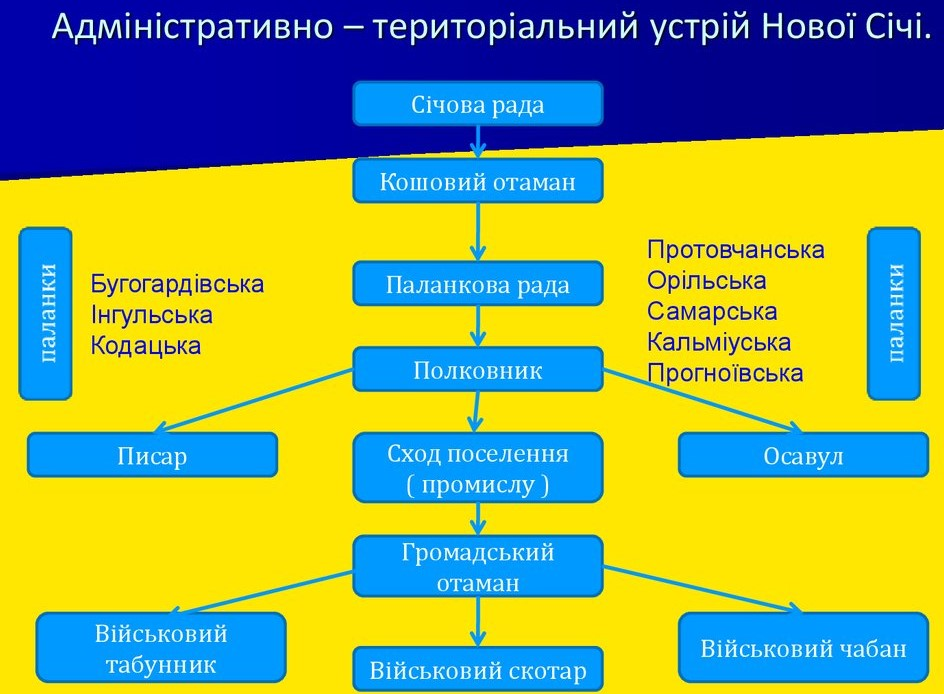 Адміністративно – територіальний устрій Нової Січі.
Січова рада
Кошовий отаман
паланки
Бугогардівська
Інгульська
Кодацька
Паланкова рада
Протовчанська
Орільська
Самарська
Кальміуська
Прогноївська
паланки
Полковник
Писар
Сход поселення
( промислу )
Осавул
Громадський
отаман
Військовий
табунник
Військовий скотар
Військовий чабан